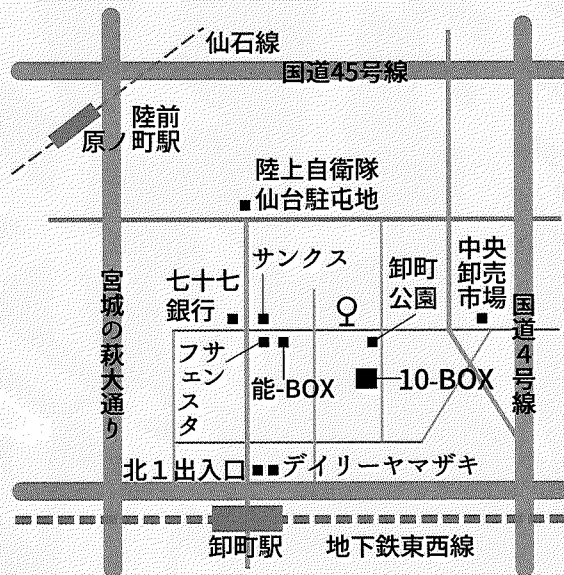 仙石線
国道45号線
陸前
原ノ町駅
陸上自衛隊
仙台駐屯地
サンクス
七十七
銀行
卸町
公園
中央
卸売
市場
宮城の萩大通り
国道4号線
サン
フェスタ
能-BOX
10-BOX
北1出入口
デイリーヤマザキ
卸町駅
地下鉄東西線